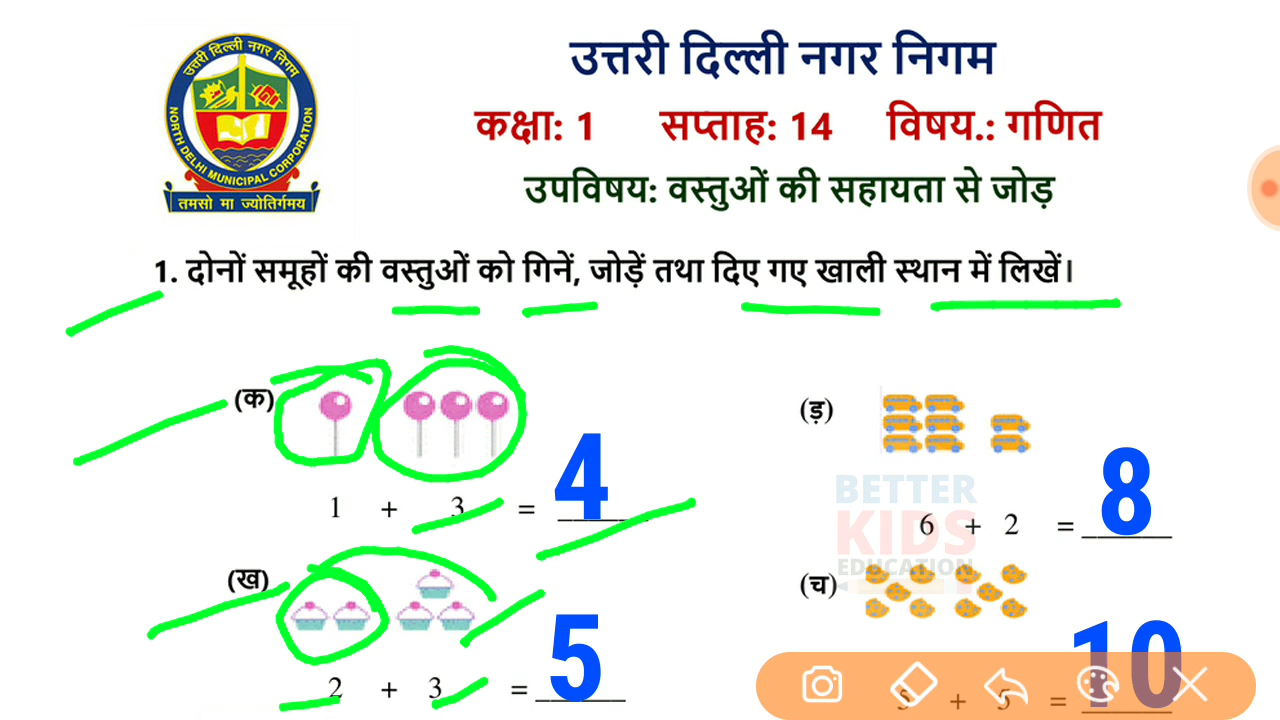 उत्तरी दिल्ली नगर निगम
NORTH DELHI MUNICIPAL CORPORATION
तमसो मा ज्योतिर्गमय
उत्तरी दिल्ली नगर निगम
कक्षा: 1 सप्ताह: 14 विषय.: गणित
उपविषय: वस्तुओं की सहायता से जोड़
1. दोनों समूहों की वस्तुओं को गिनें, जोड़ें तथा दिए गए खाली स्थान में लिखें।
(क)
1 + 3 = 4
(ख)
2 + 3 = 5
(ड़)
6 + 2 = 8
BETTER
KIDS
EDUCATION
(च)
5 + 5 = 10